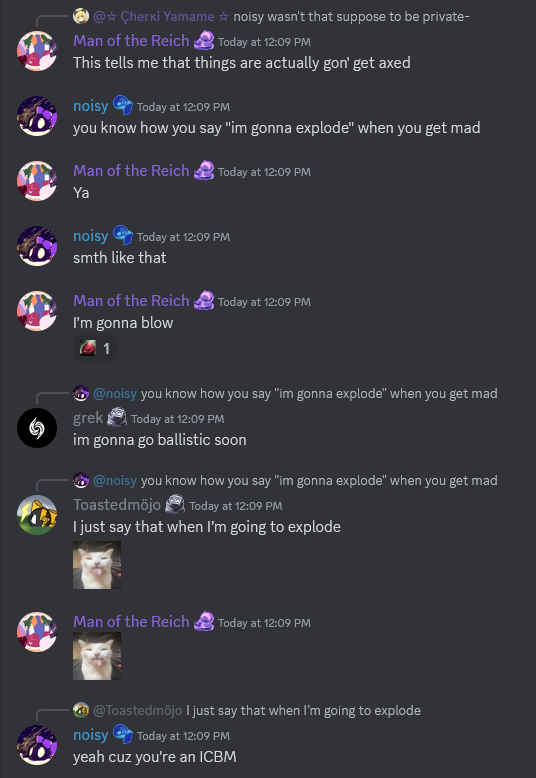 @☆ Çherкi Yamame ☆ noisy wasn't that suppose to be private-
Man of the Reich Today at 12:09 PM
This tells me that things are actually gon' get axed
noisy Today at 12:09 PM
you know how you say "im gonna explode" when you get mad
Man of the Reich Today at 12:09 PM
Ya
noisy Today at 12:09 PM
smth like that
Man of the Reich Today at 12:09 PM
I'm gonna blow
1
@noisy you know how you say "im gonna explode" when you get mad
grek Today at 12:09 PM
im gonna go ballistic soon
@noisy you know how you say "im gonna explode" when you get mad
Toastedmöjo Today at 12:09 PM
I just say that when I'm going to explode
Man of the Reich Today at 12:09 PM
@Toastedmöjo I just say that when I'm going to explode
noisy Today at 12:09 PM
yeah cuz you're an ICBM